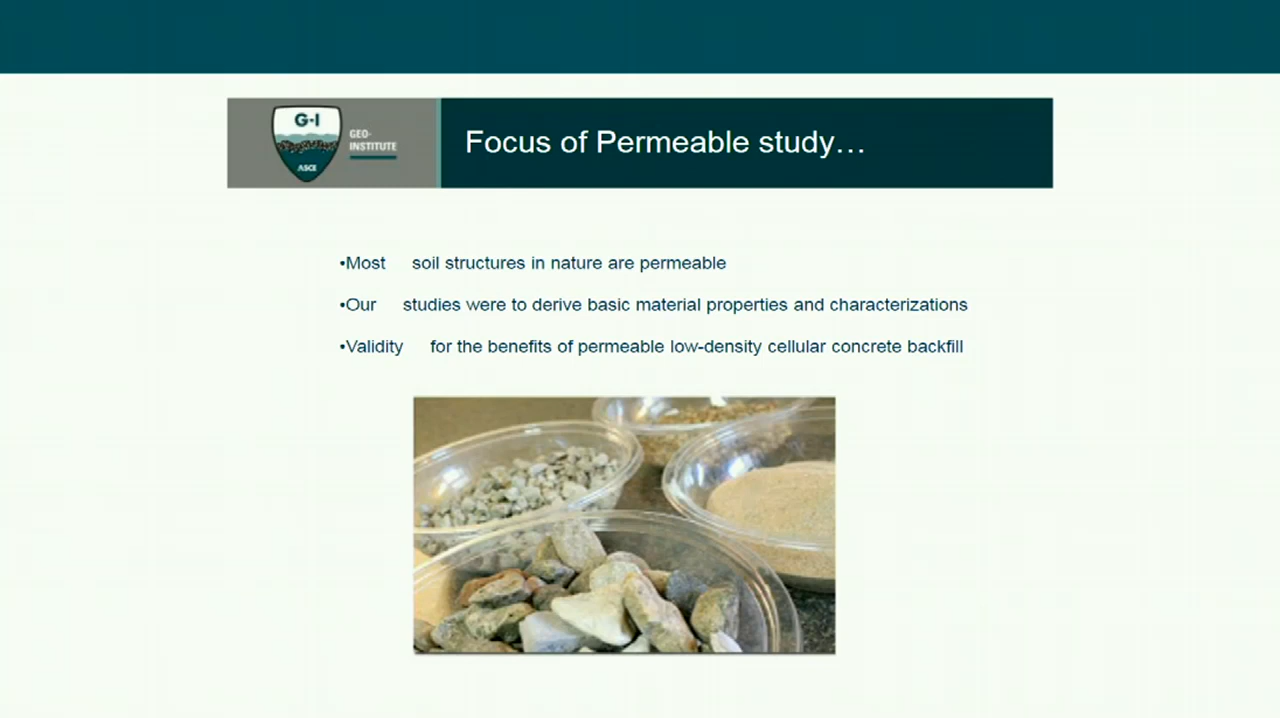 G-I
GEO-
INSTITUTE
ASCE
Focus of Permeable study…
•Most soil structures in nature are permeable
•Our studies were to derive basic material properties and characterizations
•Validity for the benefits of permeable low-density cellular concrete backfill